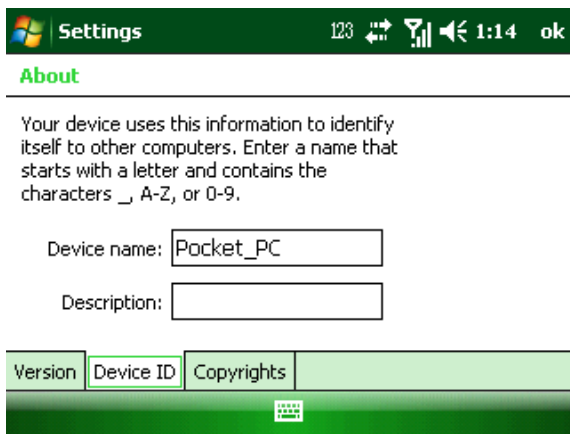 Settings 123 1:14 ok
About
Your device uses this information to identify
itself to other computers. Enter a name that
starts with a letter and contains the
characters _, A-Z, or 0-9.
Device name: Pocket_PC
Description:
Version Device ID Copyrights